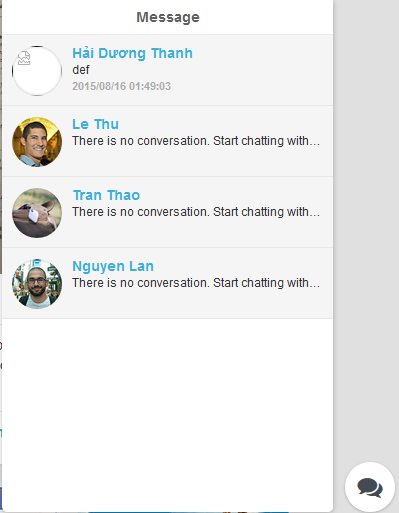 Message
Hải Dương Thanh
def
2015/08/16 01:49:03
Le Thu
There is no conversation. Start chatting with…
Tran Thao
There is no conversation. Start chatting with…
Nguyen Lan
There is no conversation. Start chatting with…